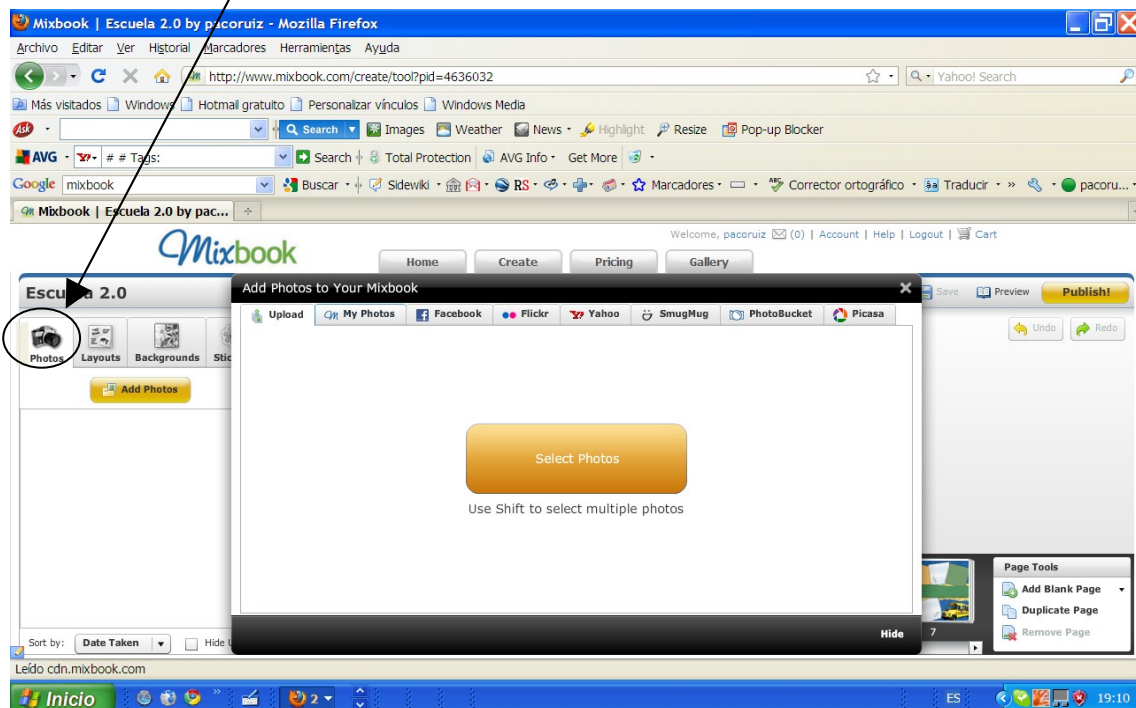 Mixbook | Escuela 2.0 by pacoruiz - Mozilla Firefox
Archivo Editar Ver Historial Marcadores Herramientas Ayuda
http://www.mixbook.com/create/tool?pid=4636032 Yahoo! Search
Más visitados Windows Hotmail gratuito Personalizar vínculos Windows Media
Ask Search Images Weather News Highlight Resize Pop-up Blocker
AVG # # Tags: Search Total Protection AVG Info Get More
Google mixbook Buscar Sidewiki RS Marcadores Corrector ortográfico Traducir » pacoru...
Mixbook | Escuela 2.0 by pac...
Welcome, pacoruiz (0) | Account | Help | Logout | Cart
Mixbook Home Create Pricing Gallery
Escuela 2.0 Add Photos to Your Mixbook Save Preview Publish!
Upload My Photos Facebook Flickr Yahoo SmugMug PhotoBucket Picasa
Undo Redo
Photos Layouts Backgrounds Stic
Add Photos
Select Photos
Use Shift to select multiple photos
Page Tools
Add Blank Page
Duplicate Page
Remove Page
Sort by: Date Taken Hide Hide 7
Leído cdn.mixbook.com
Inicio » 2 ES 19:10